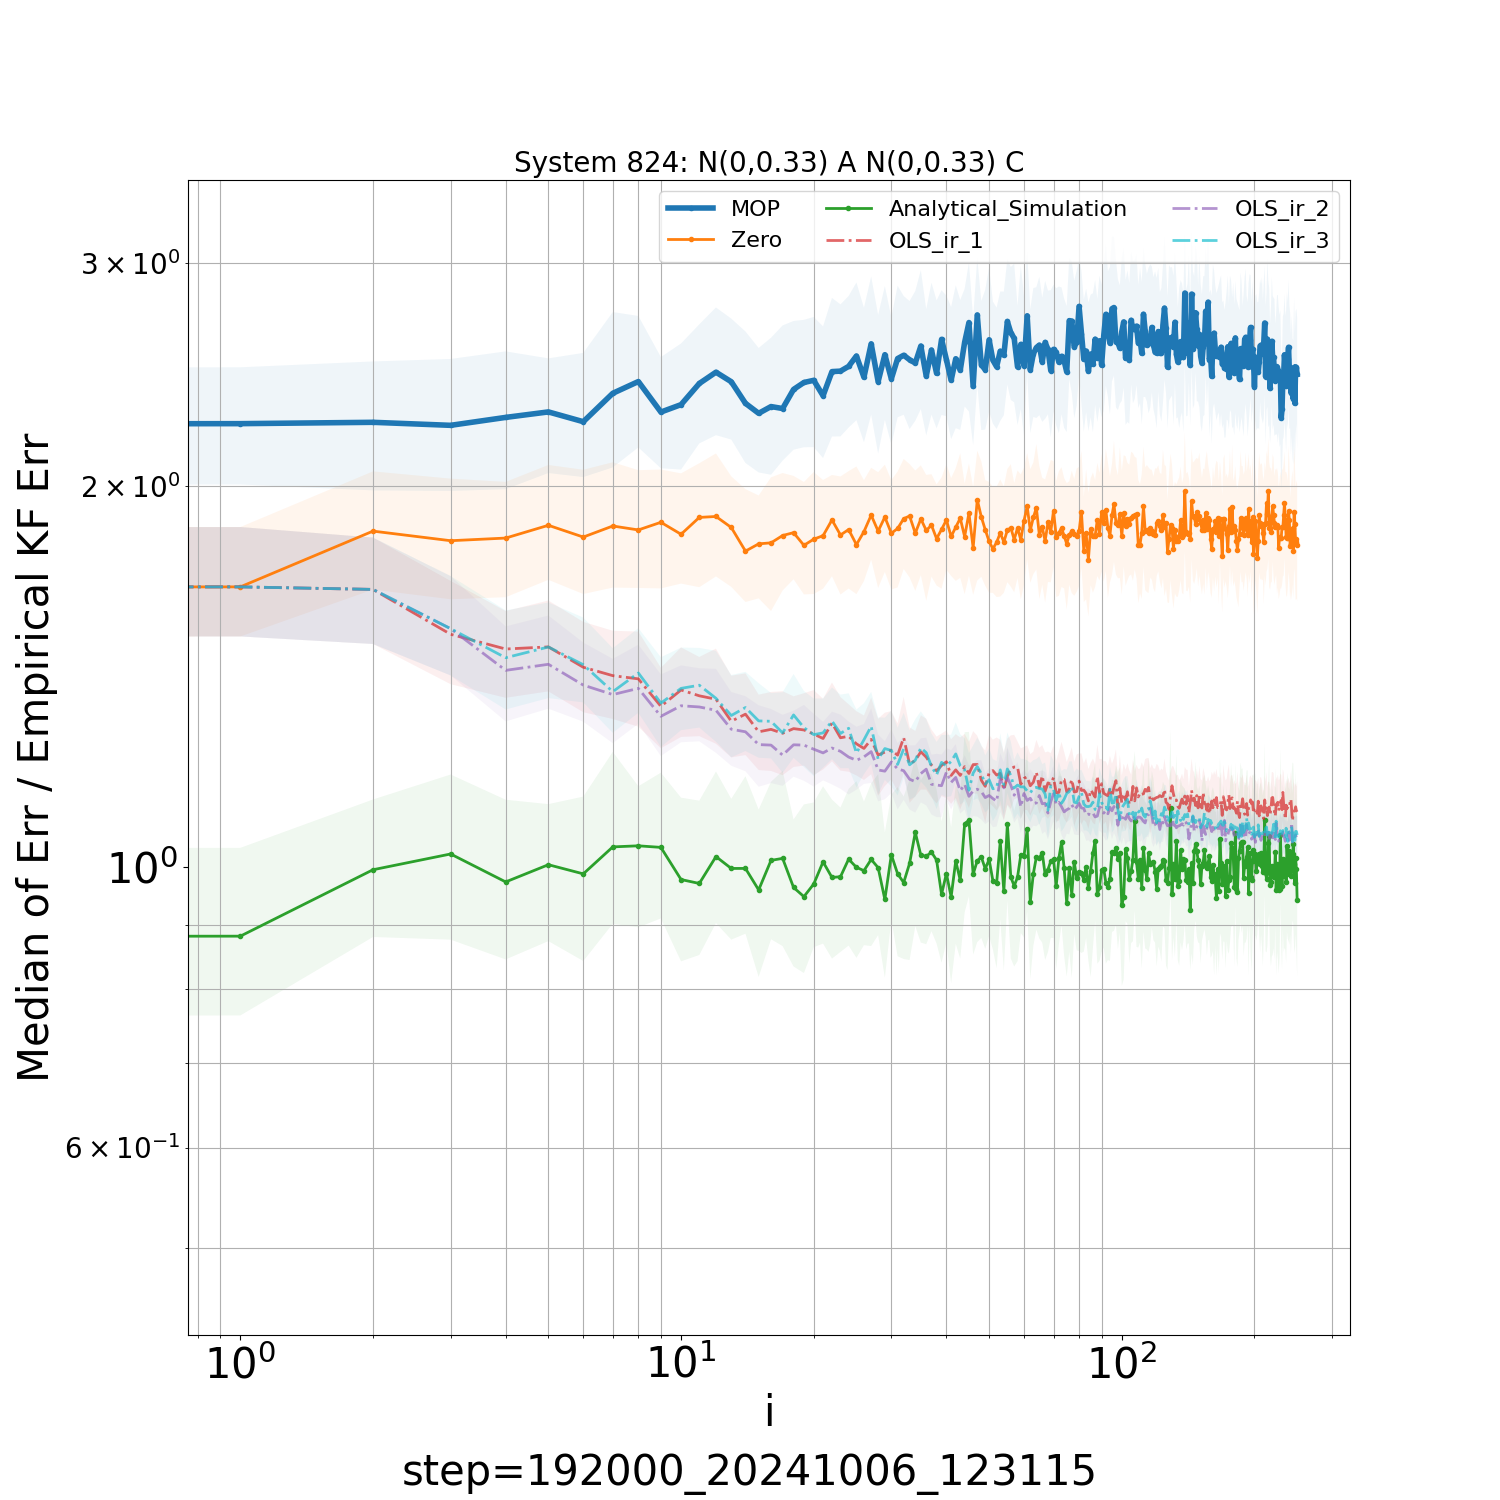 System 824: N(0,0.33) A N(0,0.33) C
MOP
Zero
Analytical_Simulation
OLS_ir_1
OLS_ir_2
OLS_ir_3
Median of Err / Empirical KF Err
3 × 10⁰
2 × 10⁰
10⁰
6 × 10⁻¹
10⁰ 10¹ 10²
i
step=192000_20241006_123115